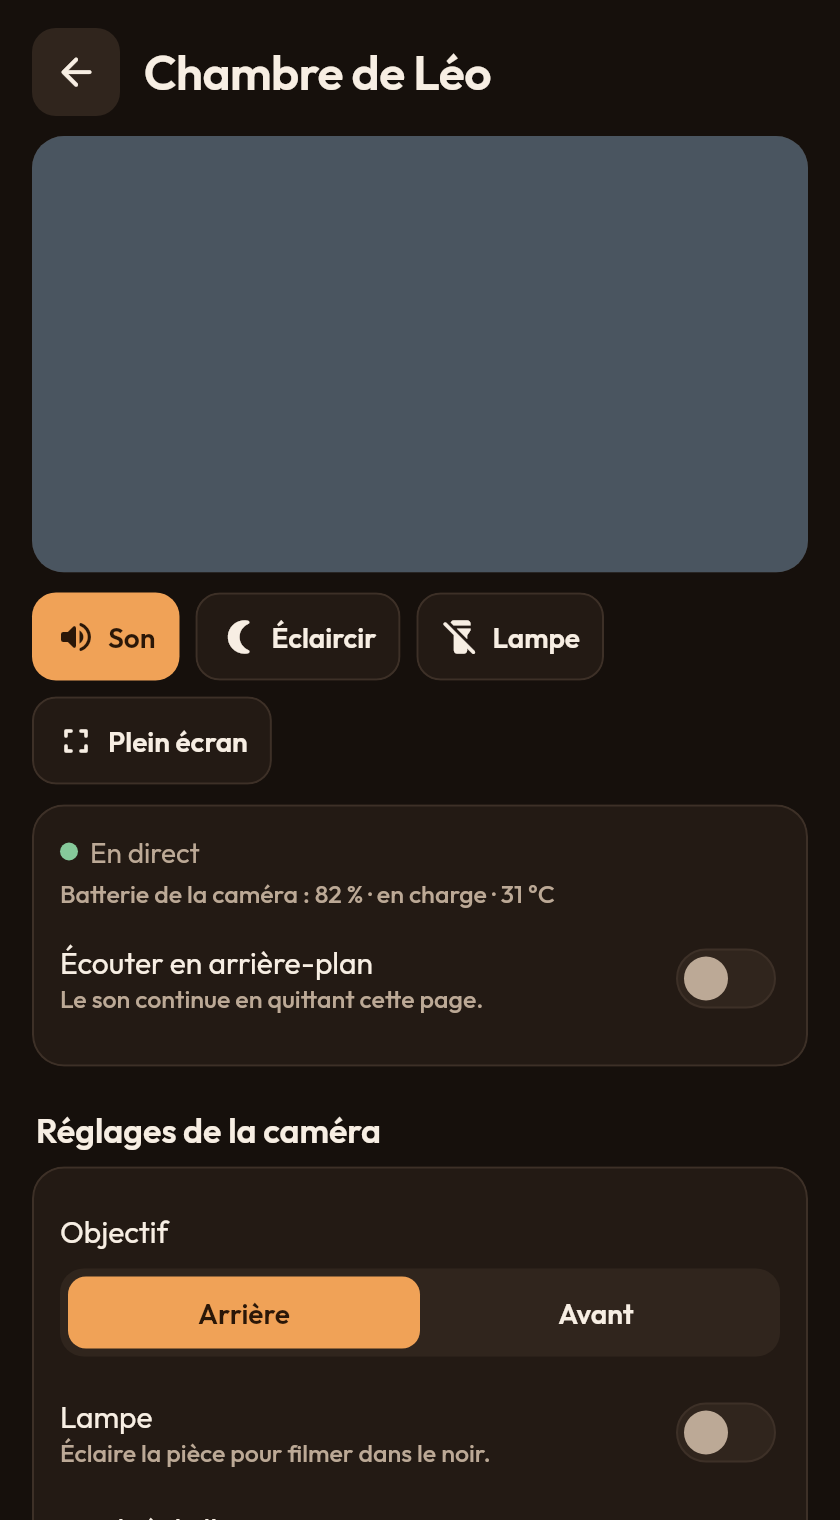 Chambre de Léo
Son
Éclaircir
Lampe
Plein écran
En direct
Batterie de la caméra : 82 % · en charge · 31 °C
Écouter en arrière-plan
Le son continue en quittant cette page.
Réglages de la caméra
Objectif
Arrière
Avant
Lampe
Éclaire la pièce pour filmer dans le noir.